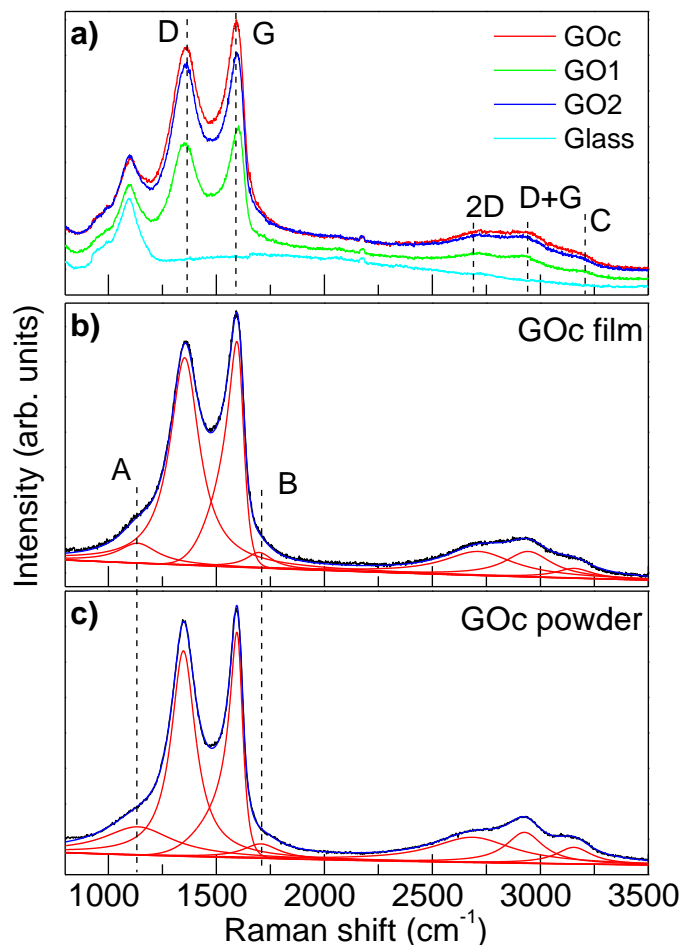 a)
D
G
GOc
GO1
GO2
Glass
2D
D+G
C
b)
GOc film
A
B
c)
GOc powder
Intensity (arb. units)
1000 1500 2000 2500 3000 3500
Raman shift (cm⁻¹)